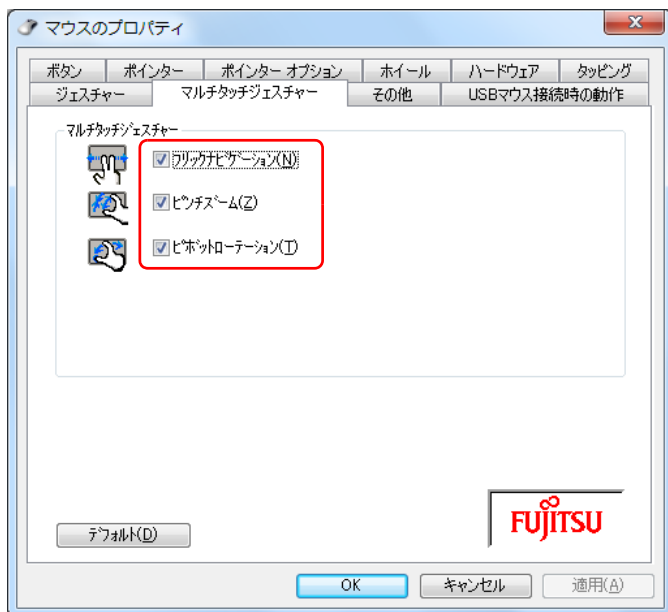 マウスのプロパティ
ボタン ポインター ポインター オプション ホイール ハードウェア タッピング
ジェスチャー マルチタッチジェスチャー その他 USBマウス接続時の動作
マルチタッチジェスチャー
フリックナビゲーション(N)
ピンチズーム(Z)
ピボットローテーション(T)
デフォルト(D)
FUJITSU
OK キャンセル 適用(A)